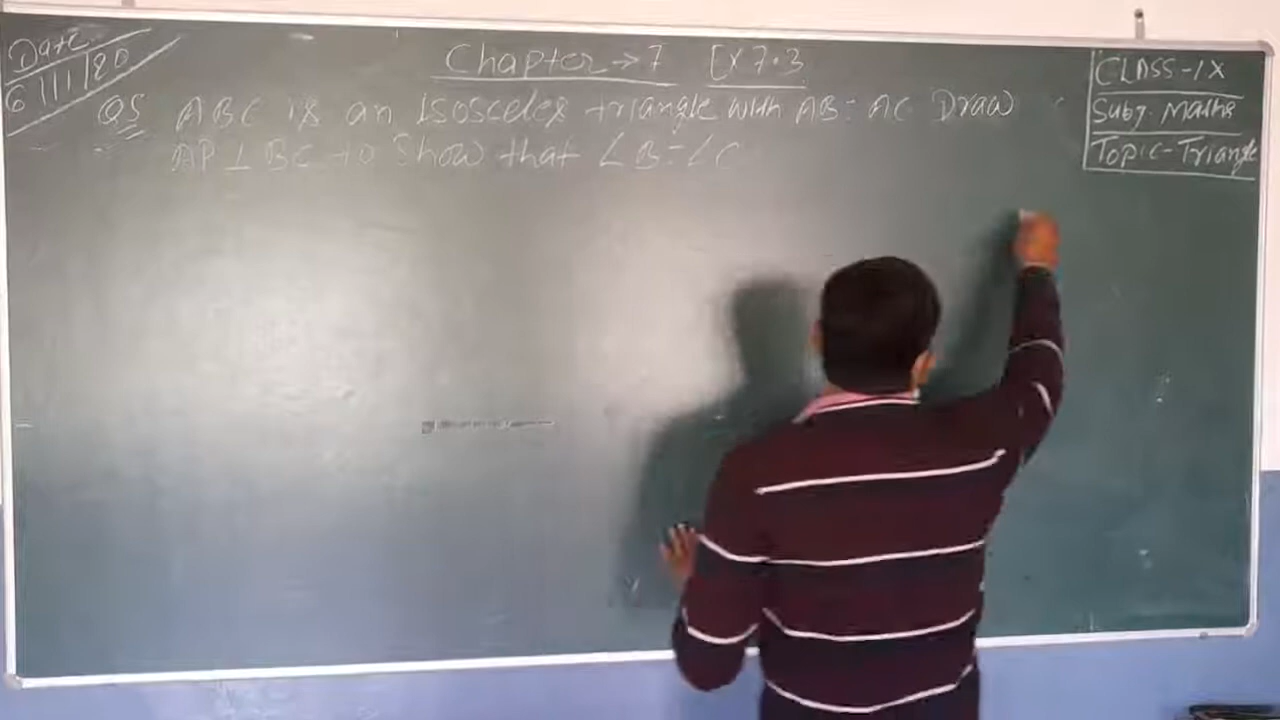 Date
6/11/20
Chapter → 7 Ex 7.3
CLASS-IX
Subj. Maths
Topic-Triangle
Q5 ABC is an Isosceles triangle with AB = AC Draw
AP ⊥ BC to Show that ∠B = ∠C